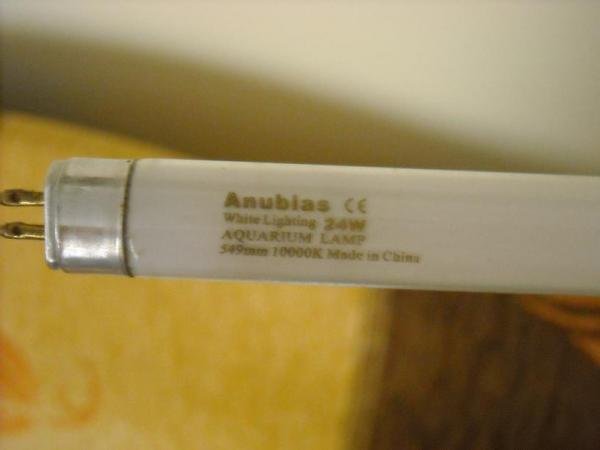 Anubias CE
White Lighting 24W
AQUARIUM LAMP
549mm 10000K Made in China